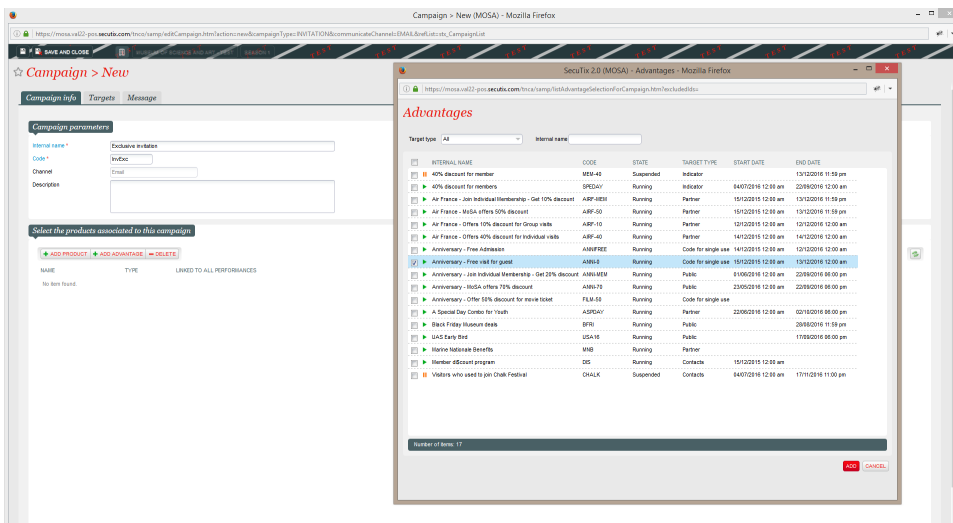 Campaign > New (MOSA) - Mozilla Firefox
https://mosa.val22-pos.secutix.com/tnco/samp/editCampaign.htm?action=new&campaignType=INVITATION&communicateChannel=EMAIL&refList=sts_CampaignList
SAVE AND CLOSE
Campaign > New
Campaign info Targets Message
Campaign parameters
Internal name * Exclusive invitation
Code * InvExc
Channel Email
Description
Select the products associated to this campaign
ADD PRODUCT ADD ADVANTAGE DELETE
NAME TYPE LINKED TO ALL PERFORMANCES
No item found.
SecuTix 2.0 (MOSA) - Advantages - Mozilla Firefox
https://mosa.val22-pos.secutix.com/tnca/samp/listAdvantageSelectionForCampaign.htm?excludedIds=
Advantages
Target type All Internal name
INTERNAL NAME CODE STATE TARGET TYPE START DATE END DATE
40% discount for member MEM-40 Suspended Indicator 13/12/2016 11:59 pm
40% discount for members SPEDAY Running Indicator 04/07/2016 12:00 am 22/09/2016 12:00 am
Air France - Join Individual Membership - Get 10% discount AIRF-MEM Running Partner 15/12/2015 12:00 am 13/12/2016 11:59 pm
Air France - MoSA offers 50% discount AIRF-50 Running Partner 15/12/2015 12:00 am 13/12/2016 11:59 pm
Air France - Offers 10% discount for Group visits AIRF-10 Running Partner 12/12/2015 12:00 am 12/12/2016 12:00 am
Air France - Offers 40% discount for Individual visits AIRF-40 Running Partner 14/12/2015 12:00 am 13/12/2016 11:59 pm
Anniversary - Free Admission ANNIFREE Running Code for single use 14/12/2015 12:00 am 12/12/2016 12:00 am
Anniversary - Free visit for guest ANNI-0 Running Code for single use 15/12/2015 12:00 am 13/12/2016 12:00 am
Anniversary - Join Individual Membership - Get 20% discount ANNI-MEM Running Public 01/06/2016 12:00 am 22/09/2016 06:00 pm
Anniversary - MoSA offers 70% discount ANNI-70 Running Public 23/05/2016 12:00 am 22/09/2016 06:00 pm
Anniversary - Offer 50% discount for movie ticket FILM-50 Running Code for single use
A Special Day Combo for Youth ASPDAY Running Partner 22/06/2016 12:00 am 02/10/2016 06:00 pm
Black Friday Museum deals BFRI Running Public 28/08/2016 11:59 pm
UAS Early Bird USA16 Running Public 17/09/2016 06:00 pm
Marine Nationale Benefits MNB Running Partner
Member discount program DIS Running Contacts 15/12/2015 12:00 am
Visitors who used to join Chalk Festival CHALK Suspended Contacts 04/07/2016 12:00 am 17/11/2016 11:00 pm
Number of items: 17
ADD CANCEL